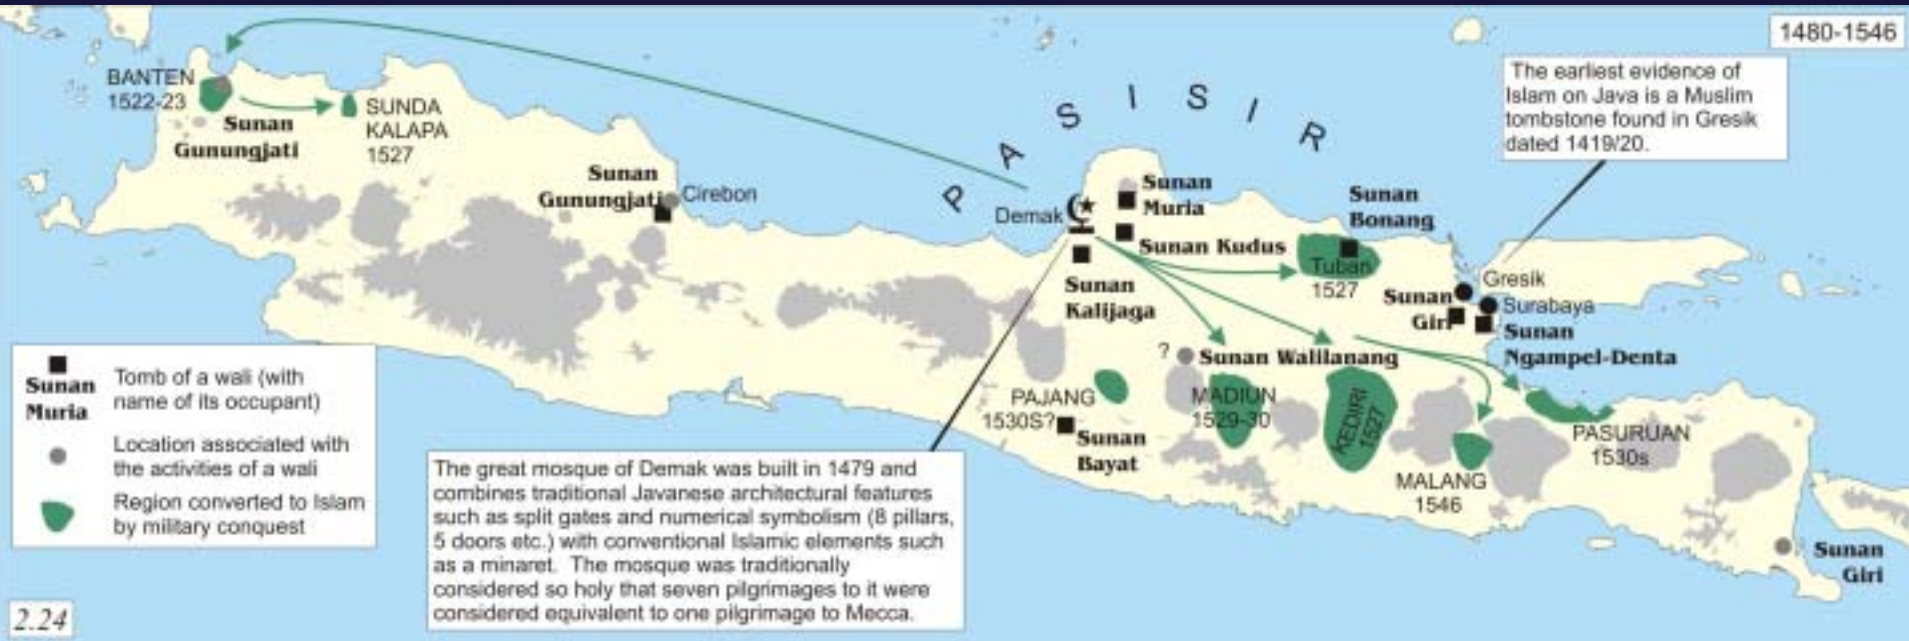 1480-1546
The earliest evidence of
Islam on Java is a Muslim
tombstone found in Gresik
dated 1419/20.
BANTEN
1522-23
SUNDA
KALAPA
1527
Sunan
Gunungjati
Sunan
Gunungjati
Cirebon
P A S I S I R
Demak
Sunan
Muria
Sunan Kudus
Sunan
Kalijaga
Sunan
Bonang
Tuban
1527
Gresik
Surabaya
Sunan
Giri
Sunan
Ngampel-Denta
? Sunan Walilanang
PAJANG
1530S?
Sunan
Bayat
MADIUN
1529-30
KEDIRI
1527
MALANG
1546
PASURUAN
1530s
Sunan
Giri
Sunan
Muria
Tomb of a wali (with
name of its occupant)
Location associated with
the activities of a wali
Region converted to Islam
by military conquest
The great mosque of Demak was built in 1479 and
combines traditional Javanese architectural features
such as split gates and numerical symbolism (8 pillars,
5 doors etc.) with conventional Islamic elements such
as a minaret. The mosque was traditionally
considered so holy that seven pilgrimages to it were
considered equivalent to one pilgrimage to Mecca.
2.24